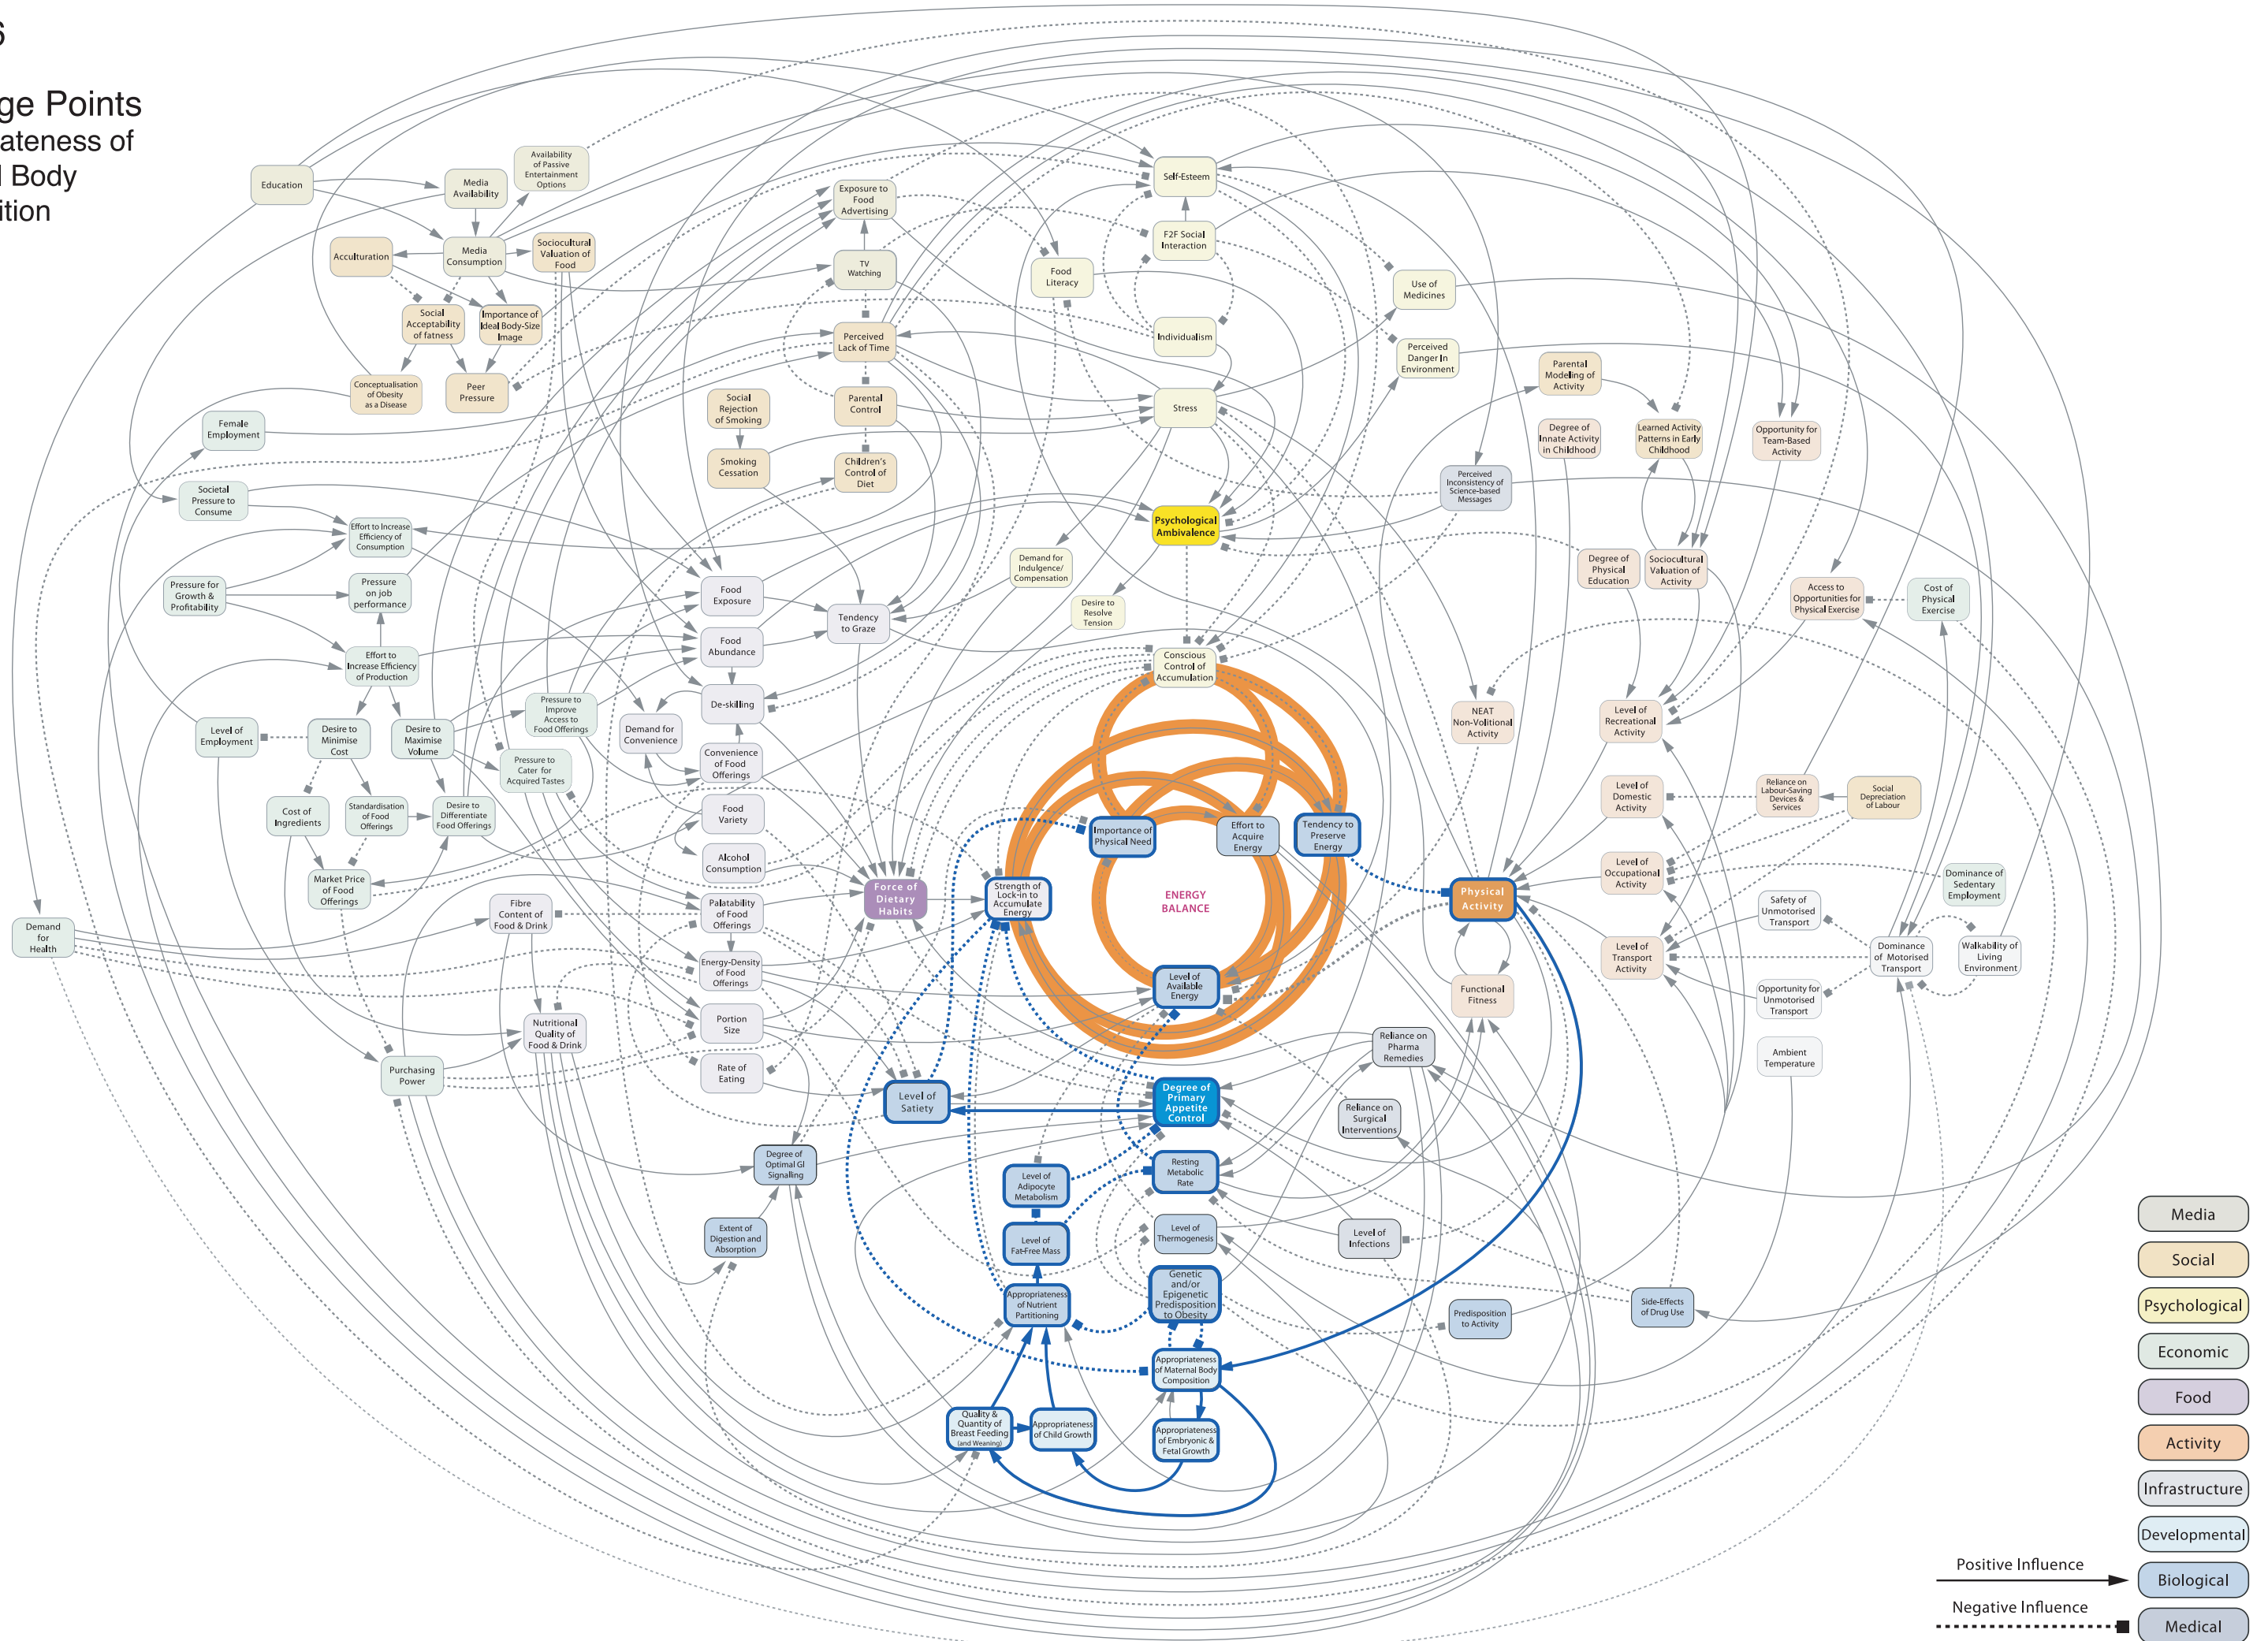 6
ge Points
ateness of
l Body
ition
Education
Media
Availability
Availability
of Passive
Entertainment
Options
Media
Consumption
Acculturation
Sociocultural
Valuation of
Food
Social
Acceptability
of fatness
Importance of
Ideal Body-Size
Image
Conceptualisation
of Obesity
as a Disease
Peer
Pressure
Exposure to
Food
Advertising
TV
Watching
Perceived
Lack of Time
Parental
Control
Children's
Control of
Diet
Social
Rejection
of Smoking
Smoking
Cessation
Self-Esteem
F2F Social
Interaction
Food
Literacy
Individualism
Stress
Use of
Medicines
Perceived
Danger In
Environment
Psychological
Ambivalence
Demand for
Indulgence/
Compensation
Desire to
Resolve
Tension
Conscious
Control of
Accumulation
Perceived
Inconsistency of
Science-based
Messages
Parental
Modeling of
Activity
Degree of
Innate Activity
in Childhood
Learned Activity
Patterns in Early
Childhood
Opportunity for
Team-Based
Activity
Degree of
Physical
Education
Sociocultural
Valuation of
Activity
Access to
Opportunities for
Physical Exercise
Cost of
Physical
Exercise
Female
Employment
Societal
Pressure to
Consume
Effort to Increase
Efficiency of
Consumption
Pressure for
Growth &
Profitability
Pressure
on job
performance
Effort to
Increase Efficiency
of Production
Level of
Employment
Desire to
Minimise
Cost
Desire to
Maximise
Volume
Pressure to
Improve
Access to
Food Offerings
Pressure to
Cater for
Acquired Tastes
Cost of
Ingredients
Standardisation
of Food
Offerings
Desire to
Differentiate
Food Offerings
Market Price
of Food
Offerings
Demand
for
Health
Purchasing
Power
Food
Exposure
Food
Abundance
Tendency
to Graze
De-skilling
Demand for
Convenience
Convenience
of Food
Offerings
Food
Variety
Alcohol
Consumption
Fibre
Content of
Food & Drink
Palatability
of Food
Offerings
Energy-Density
of Food
Offerings
Portion
Size
Nutritional
Quality of
Food & Drink
Rate of
Eating
Force of
Dietary
Habits
Strength of
Lock-in to
Accumulate
Energy
Importance of
Physical Need
Effort to
Acquire
Energy
Tendency to
Preserve
Energy
ENERGY
BALANCE
Level of
Available
Energy
NEAT
Non-Volitional
Activity
Level of
Recreational
Activity
Level of
Domestic
Activity
Reliance on
Labour-Saving
Devices &
Services
Social
Depreciation
of Labour
Level of
Occupational
Activity
Dominance of
Sedentary
Employment
Physical
Activity
Safety of
Unmotorised
Transport
Level of
Transport
Activity
Dominance
of Motorised
Transport
Walkability of
Living
Environment
Opportunity for
Unmotorised
Transport
Functional
Fitness
Ambient
Temperature
Reliance on
Pharma
Remedies
Reliance on
Surgical
Interventions
Level of
Satiety
Degree of
Primary
Appetite
Control
Degree of
Optimal GI
Signalling
Level of
Adipocyte
Metabolism
Resting
Metabolic
Rate
Extent of
Digestion and
Absorption
Level of
Fat-Free Mass
Level of
Thermogenesis
Level of
Infections
Appropriateness
of Nutrient
Partitioning
Genetic
and/or
Epigenetic
Predisposition
to Obesity
Predisposition
to Activity
Side-Effects
of Drug Use
Appropriateness
of Maternal Body
Composition
Quality &
Quantity of
Breast Feeding
(and Weaning)
Appropriateness
of Child Growth
Appropriateness
of Embryonic &
Fetal Growth
Media
Social
Psychological
Economic
Food
Activity
Infrastructure
Developmental
Biological
Medical
Positive Influence
Negative Influence